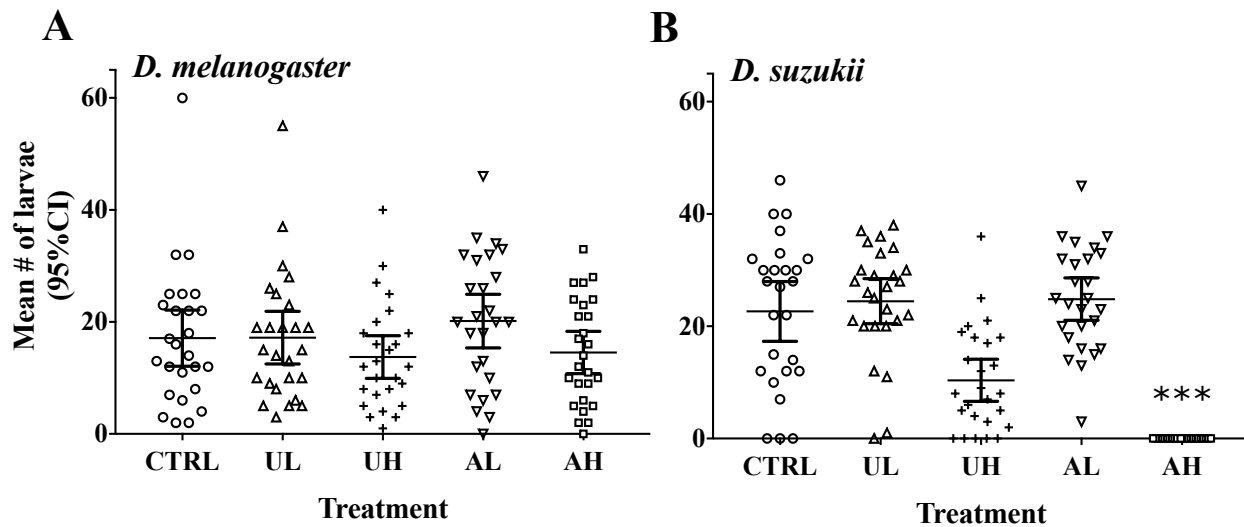 A
D. melanogaster
Mean # of larvae
(95%CI)
60
40
20
0
CTRL UL UH AL AH
Treatment
B
D. suzukii
60
40
20
0
***
CTRL UL UH AL AH
Treatment